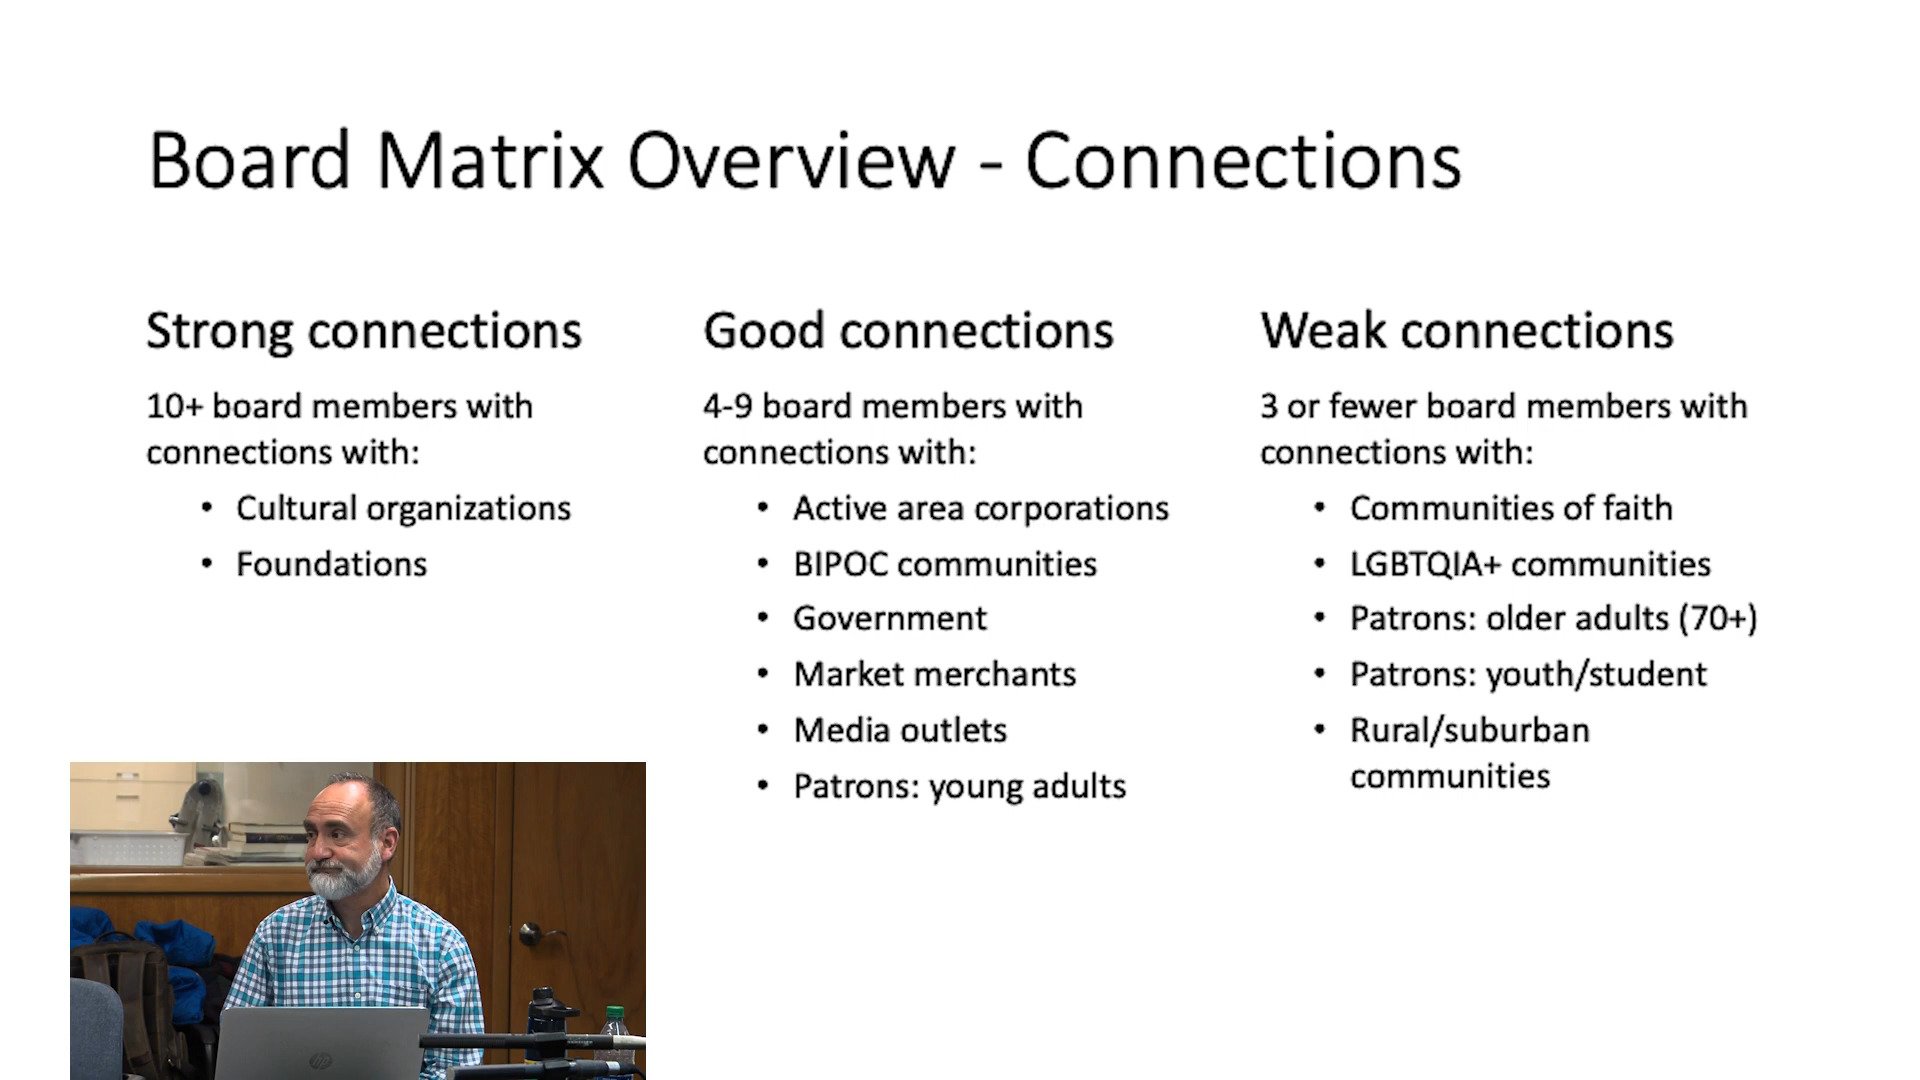 Board Matrix Overview - Connections
Strong connections
10+ board members with
connections with:
• Cultural organizations
• Foundations
Good connections
4-9 board members with
connections with:
• Active area corporations
• BIPOC communities
• Government
• Market merchants
• Media outlets
• Patrons: young adults
Weak connections
3 or fewer board members with
connections with:
• Communities of faith
• LGBTQIA+ communities
• Patrons: older adults (70+)
• Patrons: youth/student
• Rural/suburban
communities
hp